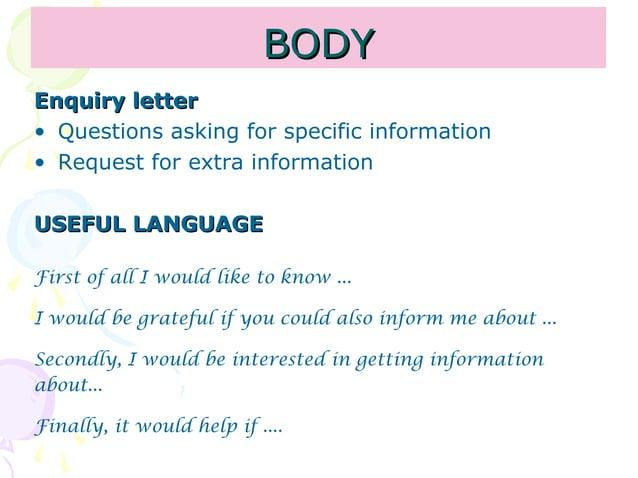 BODY
Enquiry letter
• Questions asking for specific information
• Request for extra information
USEFUL LANGUAGE
First of all I would like to know ...
I would be grateful if you could also inform me about ...
Secondly, I would be interested in getting information
about...
Finally, it would help if ....